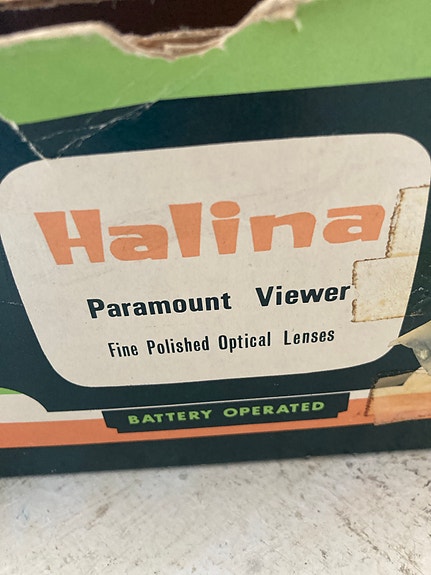 Halina
Paramount Viewer
Fine Polished Optical Lenses
BATTERY OPERATED